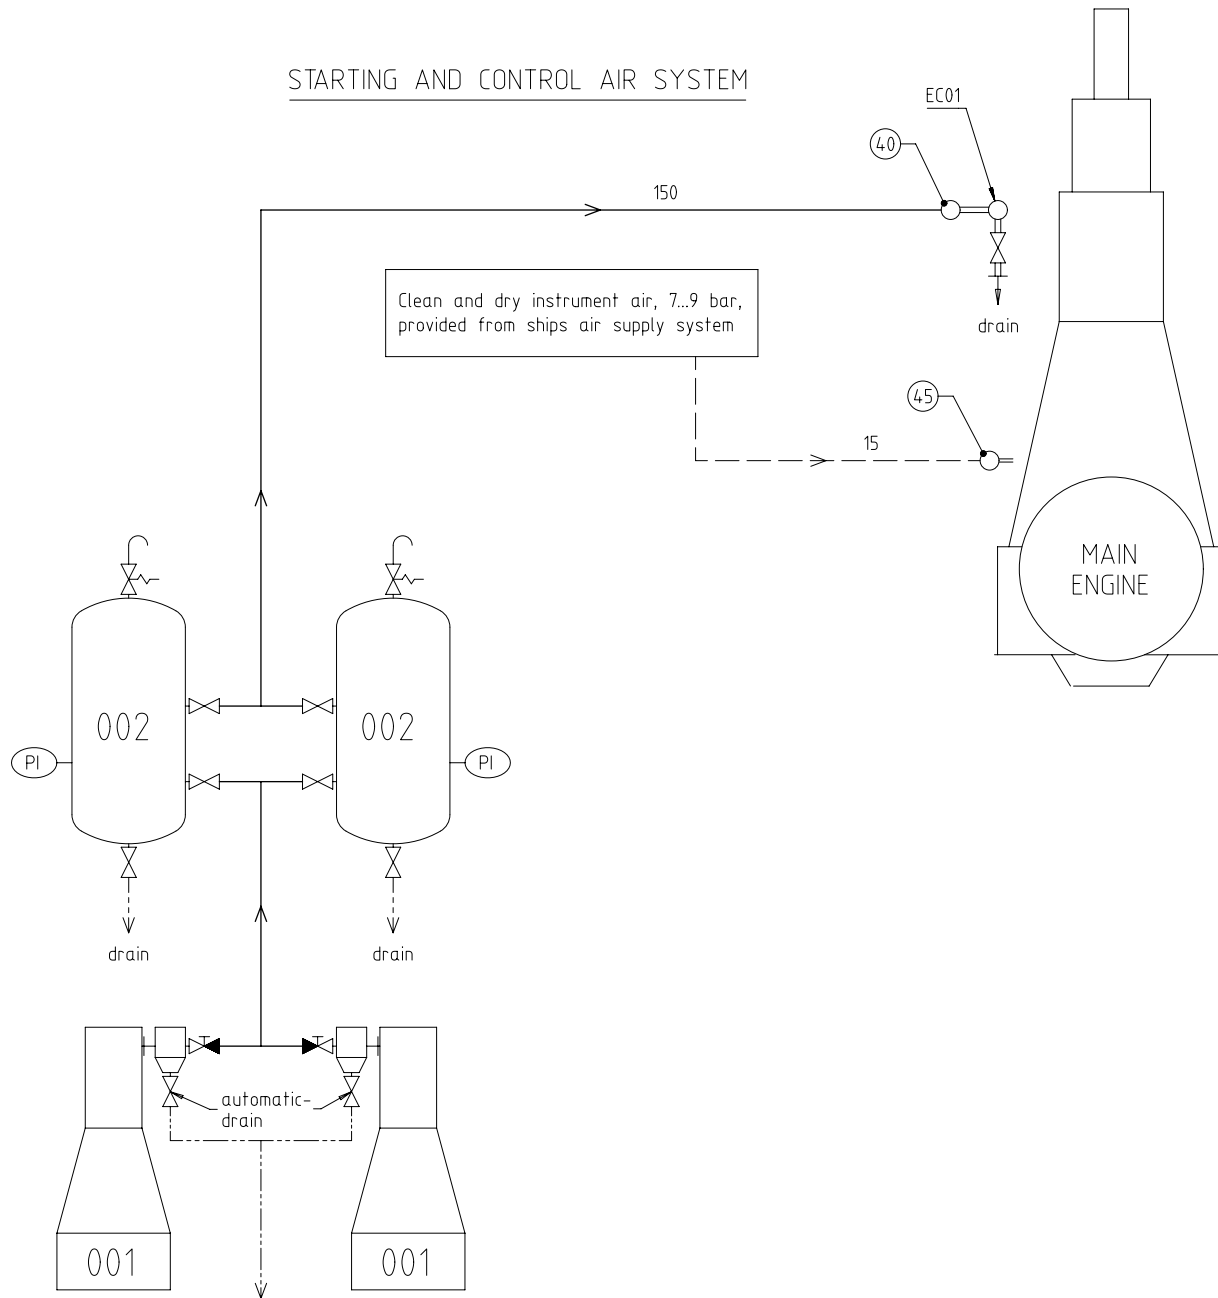 STARTING AND CONTROL AIR SYSTEM
EC01
40
150
Clean and dry instrument air, 7...9 bar,
provided from ships air supply system
drain
45
15
MAIN
ENGINE
002
002
PI
PI
drain
drain
automatic-
drain
001
001